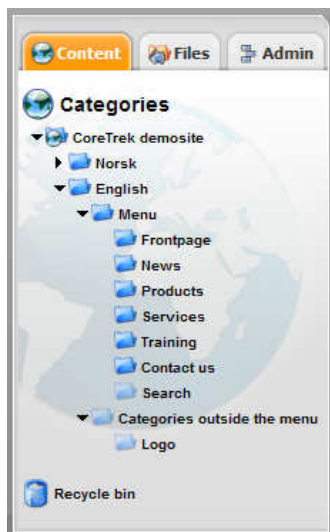 Content Files Admin
Categories
CoreTrek demosite
Norsk
English
Menu
Frontpage
News
Products
Services
Training
Contact us
Search
Categories outside the menu
Logo
Recycle bin